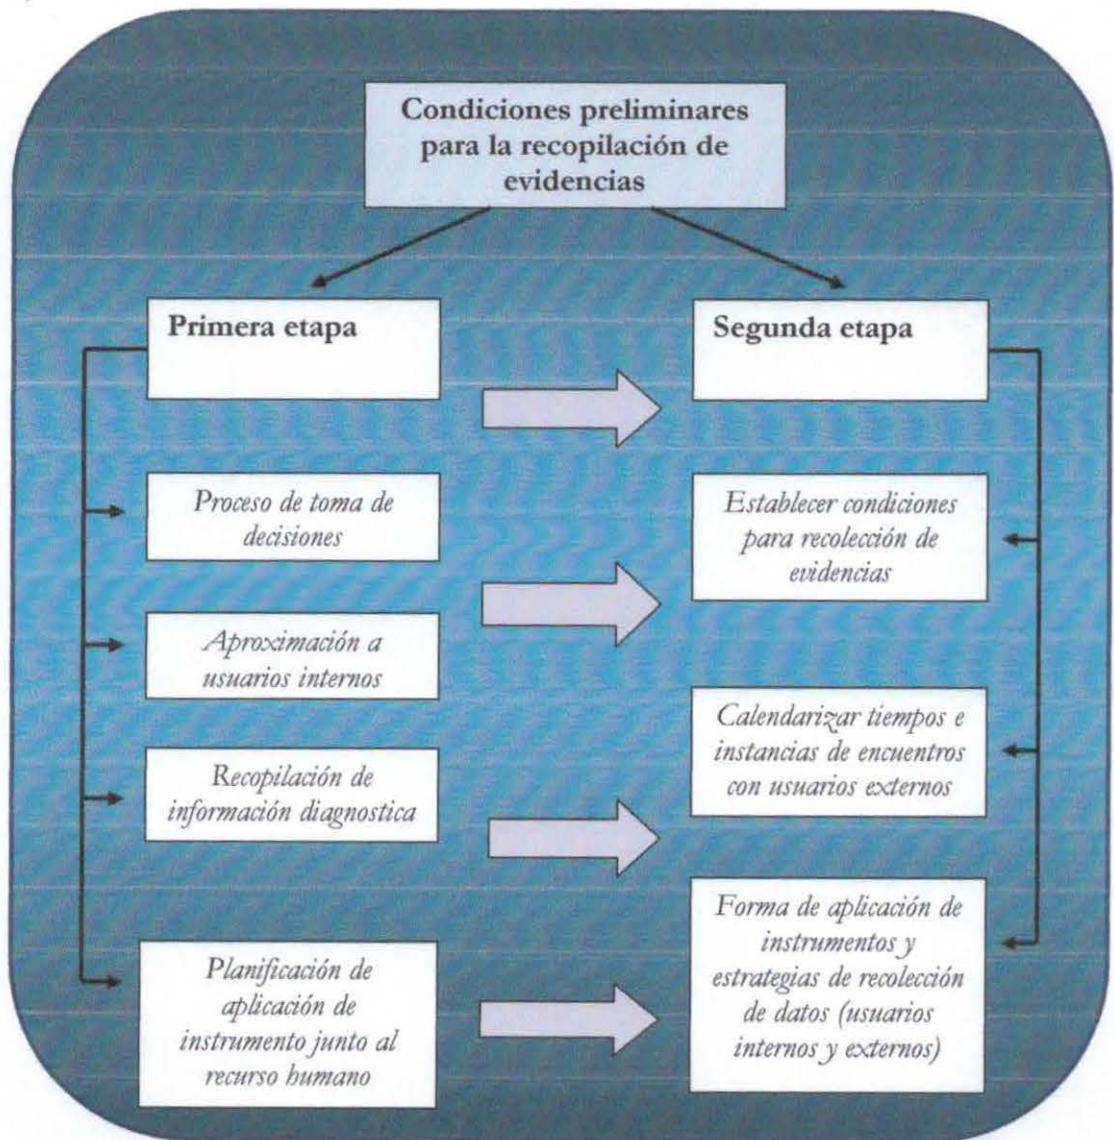 Condiciones preliminares
para la recopilación de
evidencias
Primera etapa
Proceso de toma de
decisiones
Aproximación a
usuarios internos
Recopilación de
información diagnostica
Planificación de
aplicación de
instrumento junto al
recurso humano
Segunda etapa
Establecer condiciones
para recolección de
evidencias
Calendarizar tiempos e
instancias de encuentros
con usuarios externos
Forma de aplicación de
instrumentos y
estrategias de recolección
de datos (usuarios
internos y externos)